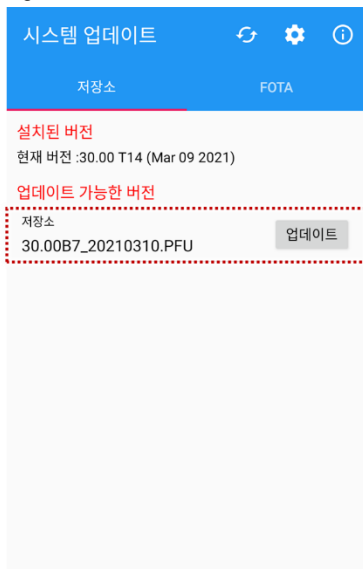 시스템 업데이트
저장소
FOTA
설치된 버전
현재 버전 :30.00 T14 (Mar 09 2021)
업데이트 가능한 버전
저장소
30.00B7_20210310.PFU
업데이트